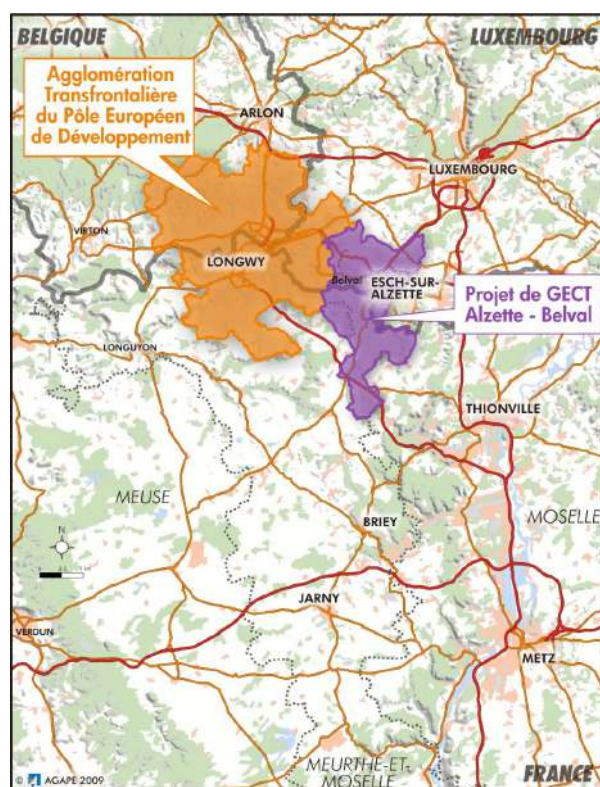 BELGIQUE
LUXEMBOURG
Agglomération
Transfrontalière
du Pôle Européen
de Développement
ARLON
LUXEMBOURG
VIRTON
LONGWY
Belval
ESCH-SUR-
ALZETTE
Projet de GECT
Alzette - Belval
LONGUYON
THIONVILLE
MEUSE
MOSELLE
BRIEY
N
JARNY
VERDUN
METZ
MEURTHE-ET-
MOSELLE
FRANCE
© AGAPE 2009